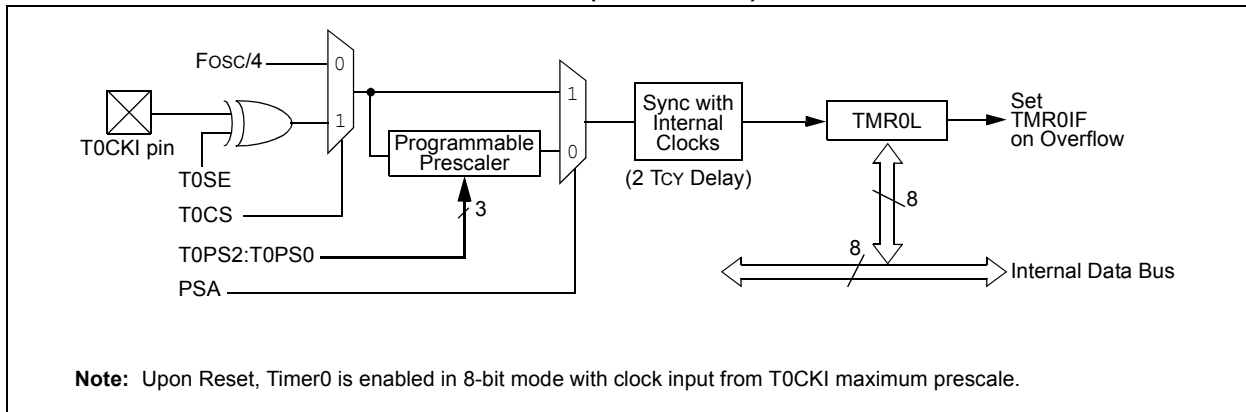 FOSC/4
0
1
T0CKI pin
T0SE
T0CS
T0PS2:T0PS0
PSA
Programmable
Prescaler
3
1
0
Sync with
Internal
Clocks
(2 TCY Delay)
TMR0L
Set
TMR0IF
on Overflow
8
8
Internal Data Bus
Note: Upon Reset, Timer0 is enabled in 8-bit mode with clock input from T0CKI maximum prescale.